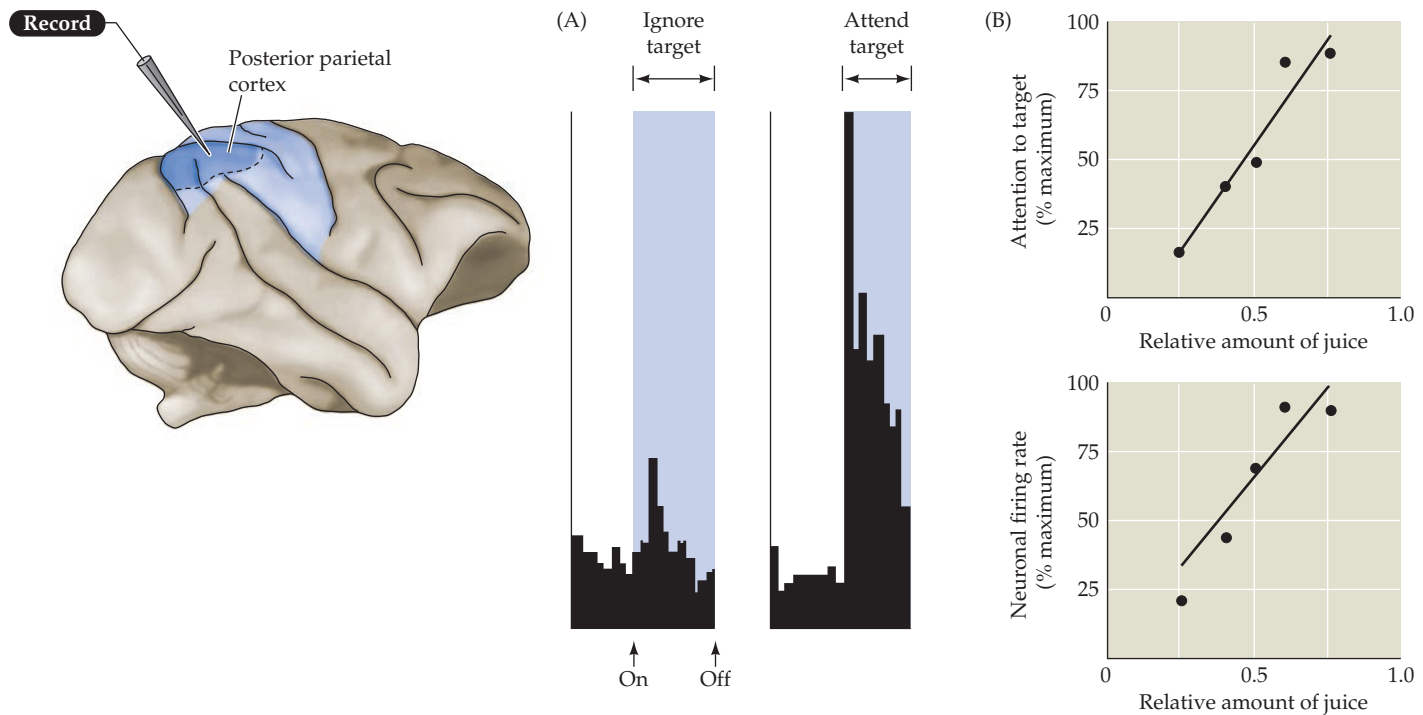 Record
Posterior parietal
cortex
(A)
Ignore
target
Attend
target
On
Off
(B)
100
75
50
25
0
0.5
1.0
Attention to target
(% maximum)
Relative amount of juice
100
75
50
25
0
0.5
1.0
Neuronal firing rate
(% maximum)
Relative amount of juice